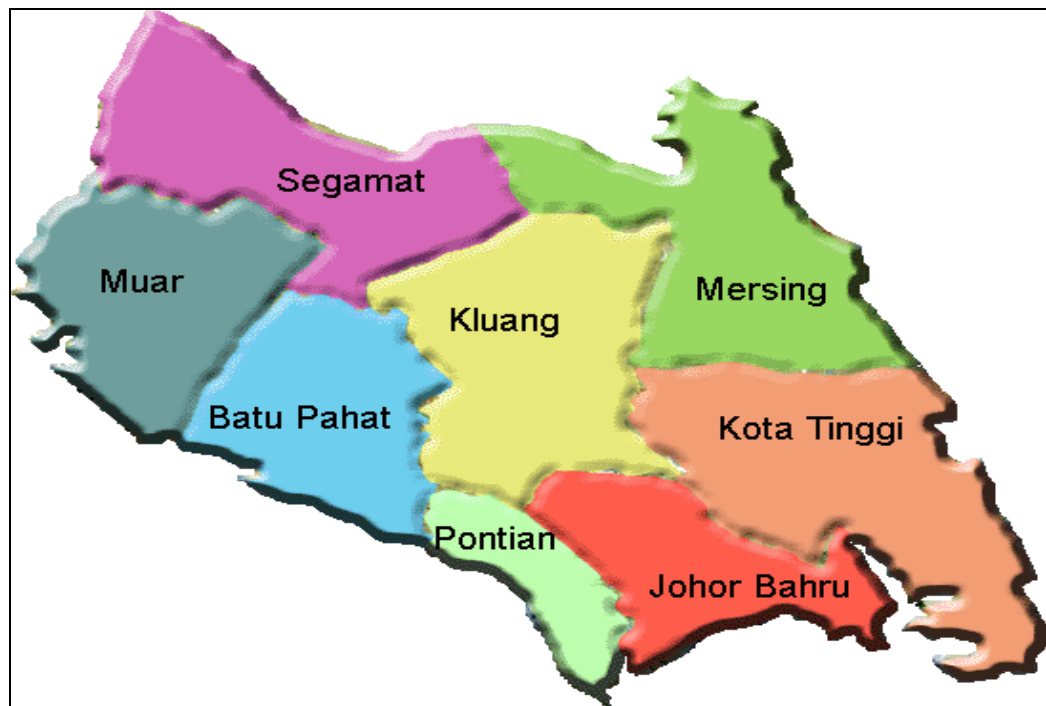 Segamat
Muar
Mersing
Kluang
Batu Pahat
Kota Tinggi
Pontian
Johor Bahru